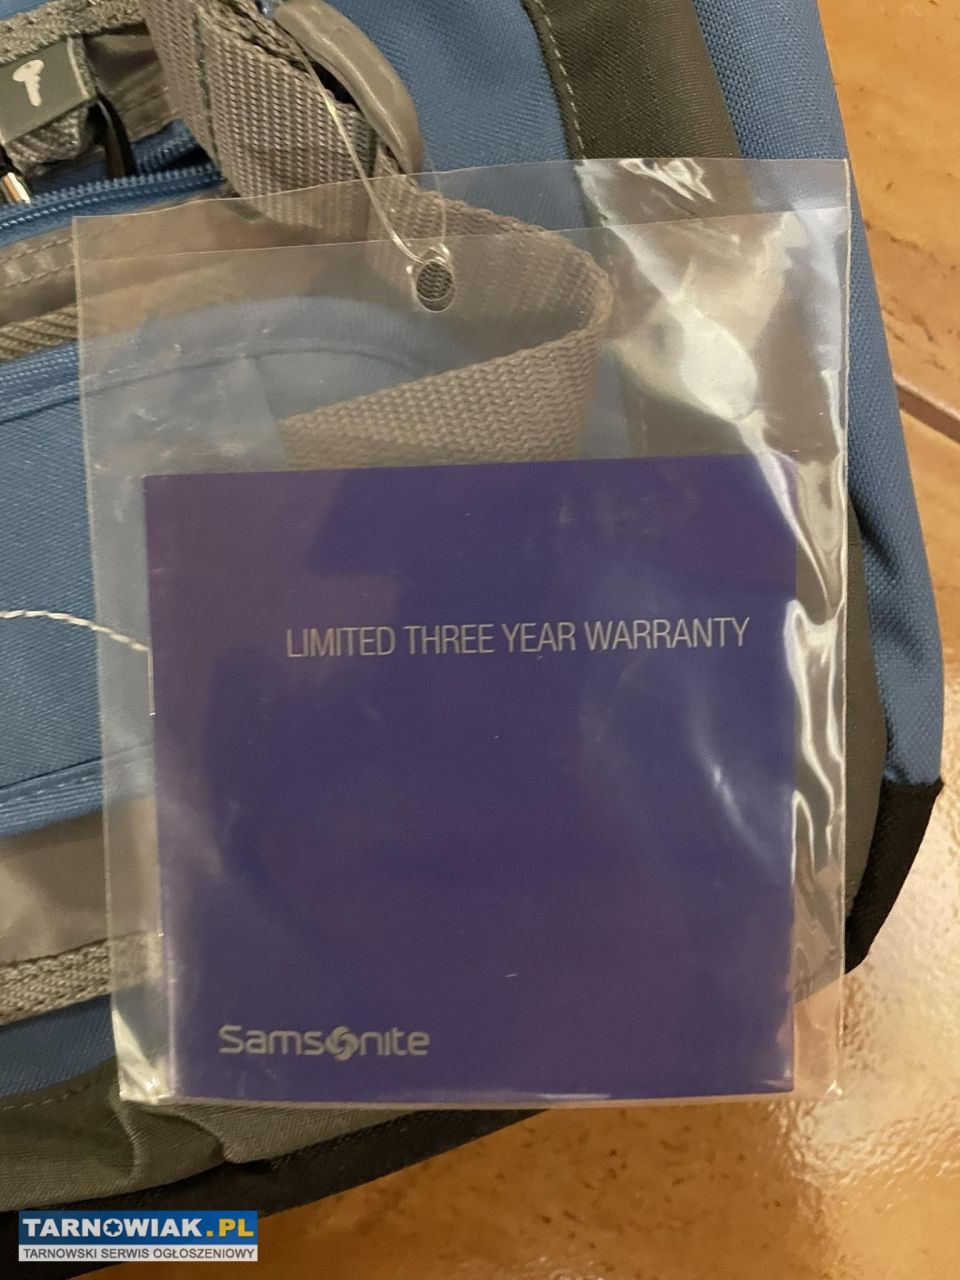 LIMITED THREE YEAR WARRANTY
Samsonite
TARNOWIAK.PL
TARNOWSKI SERWIS OGŁOSZENIOWY